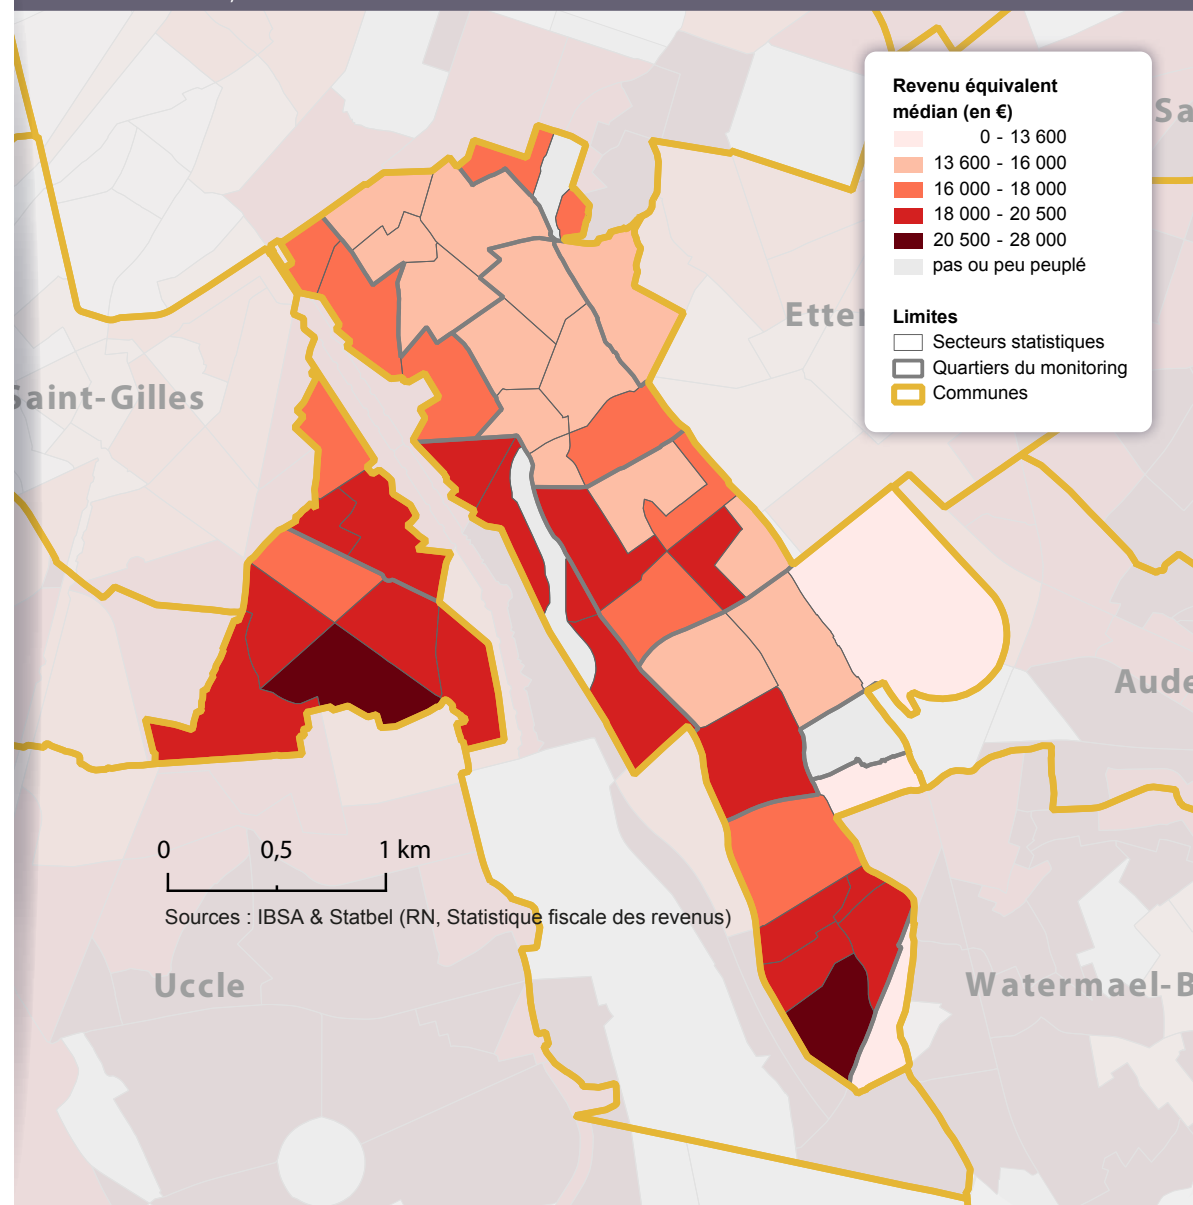 Revenu équivalent
médian (en €)
0 - 13 600
13 600 - 16 000
16 000 - 18 000
18 000 - 20 500
20 500 - 28 000
pas ou peu peuplé
Limites
Secteurs statistiques
Quartiers du monitoring
Communes
Sa
Etter
Saint-Gilles
Aude
0 0,5 1 km
Sources : IBSA & Statbel (RN, Statistique fiscale des revenus)
Uccle
Watermael-B